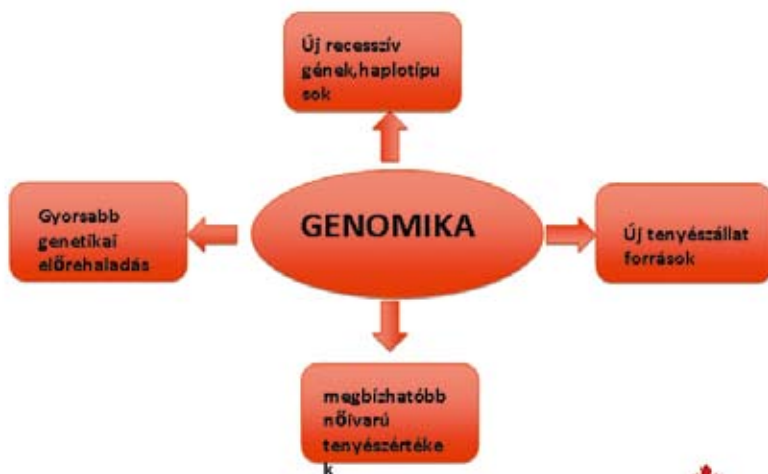 Új recesszív
gének,haplotípu
sok
Gyorsabb
genetikai
előrehaladás
GENOMIKA
Új tenyészállat
források
megbízhatóbb
nőivarú
tenyészértéke
k